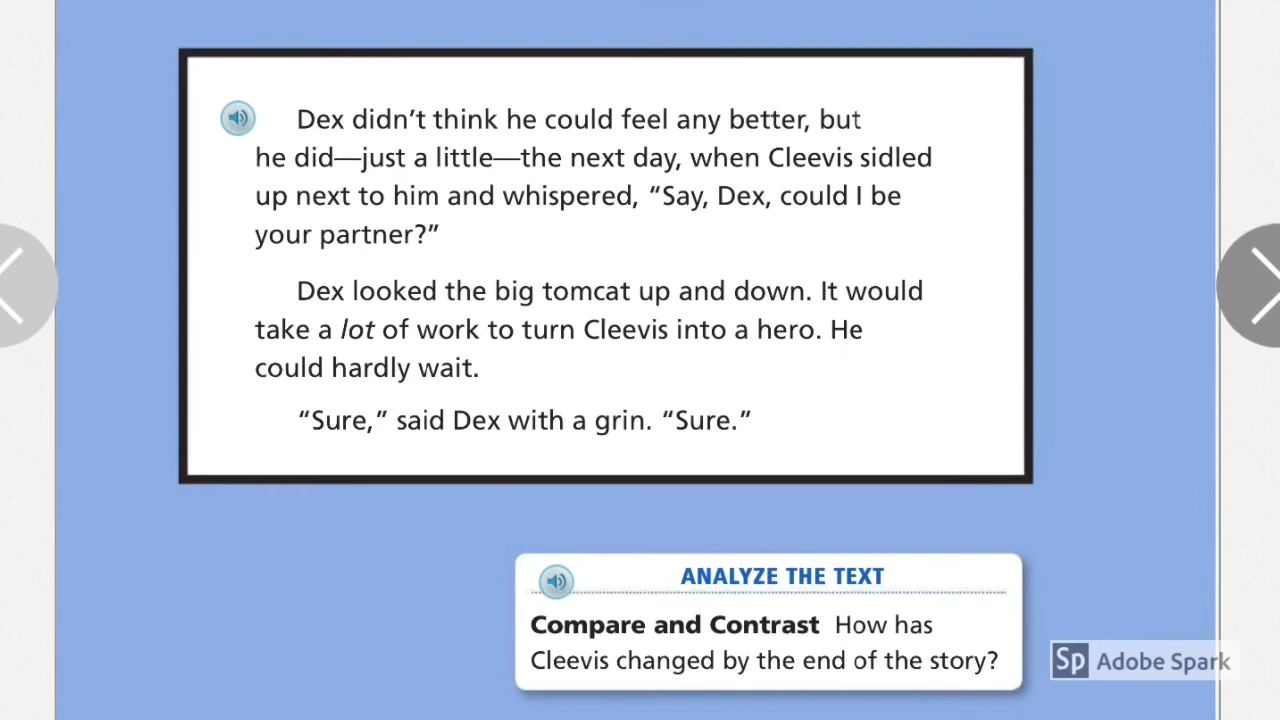 Dex didn’t think he could feel any better, but
he did—just a little—the next day, when Cleevis sidled
up next to him and whispered, “Say, Dex, could I be
your partner?”
Dex looked the big tomcat up and down. It would
take a lot of work to turn Cleevis into a hero. He
could hardly wait.
“Sure,” said Dex with a grin. “Sure.”
ANALYZE THE TEXT
Compare and Contrast How has
Cleevis changed by the end of the story?
Sp Adobe Spark